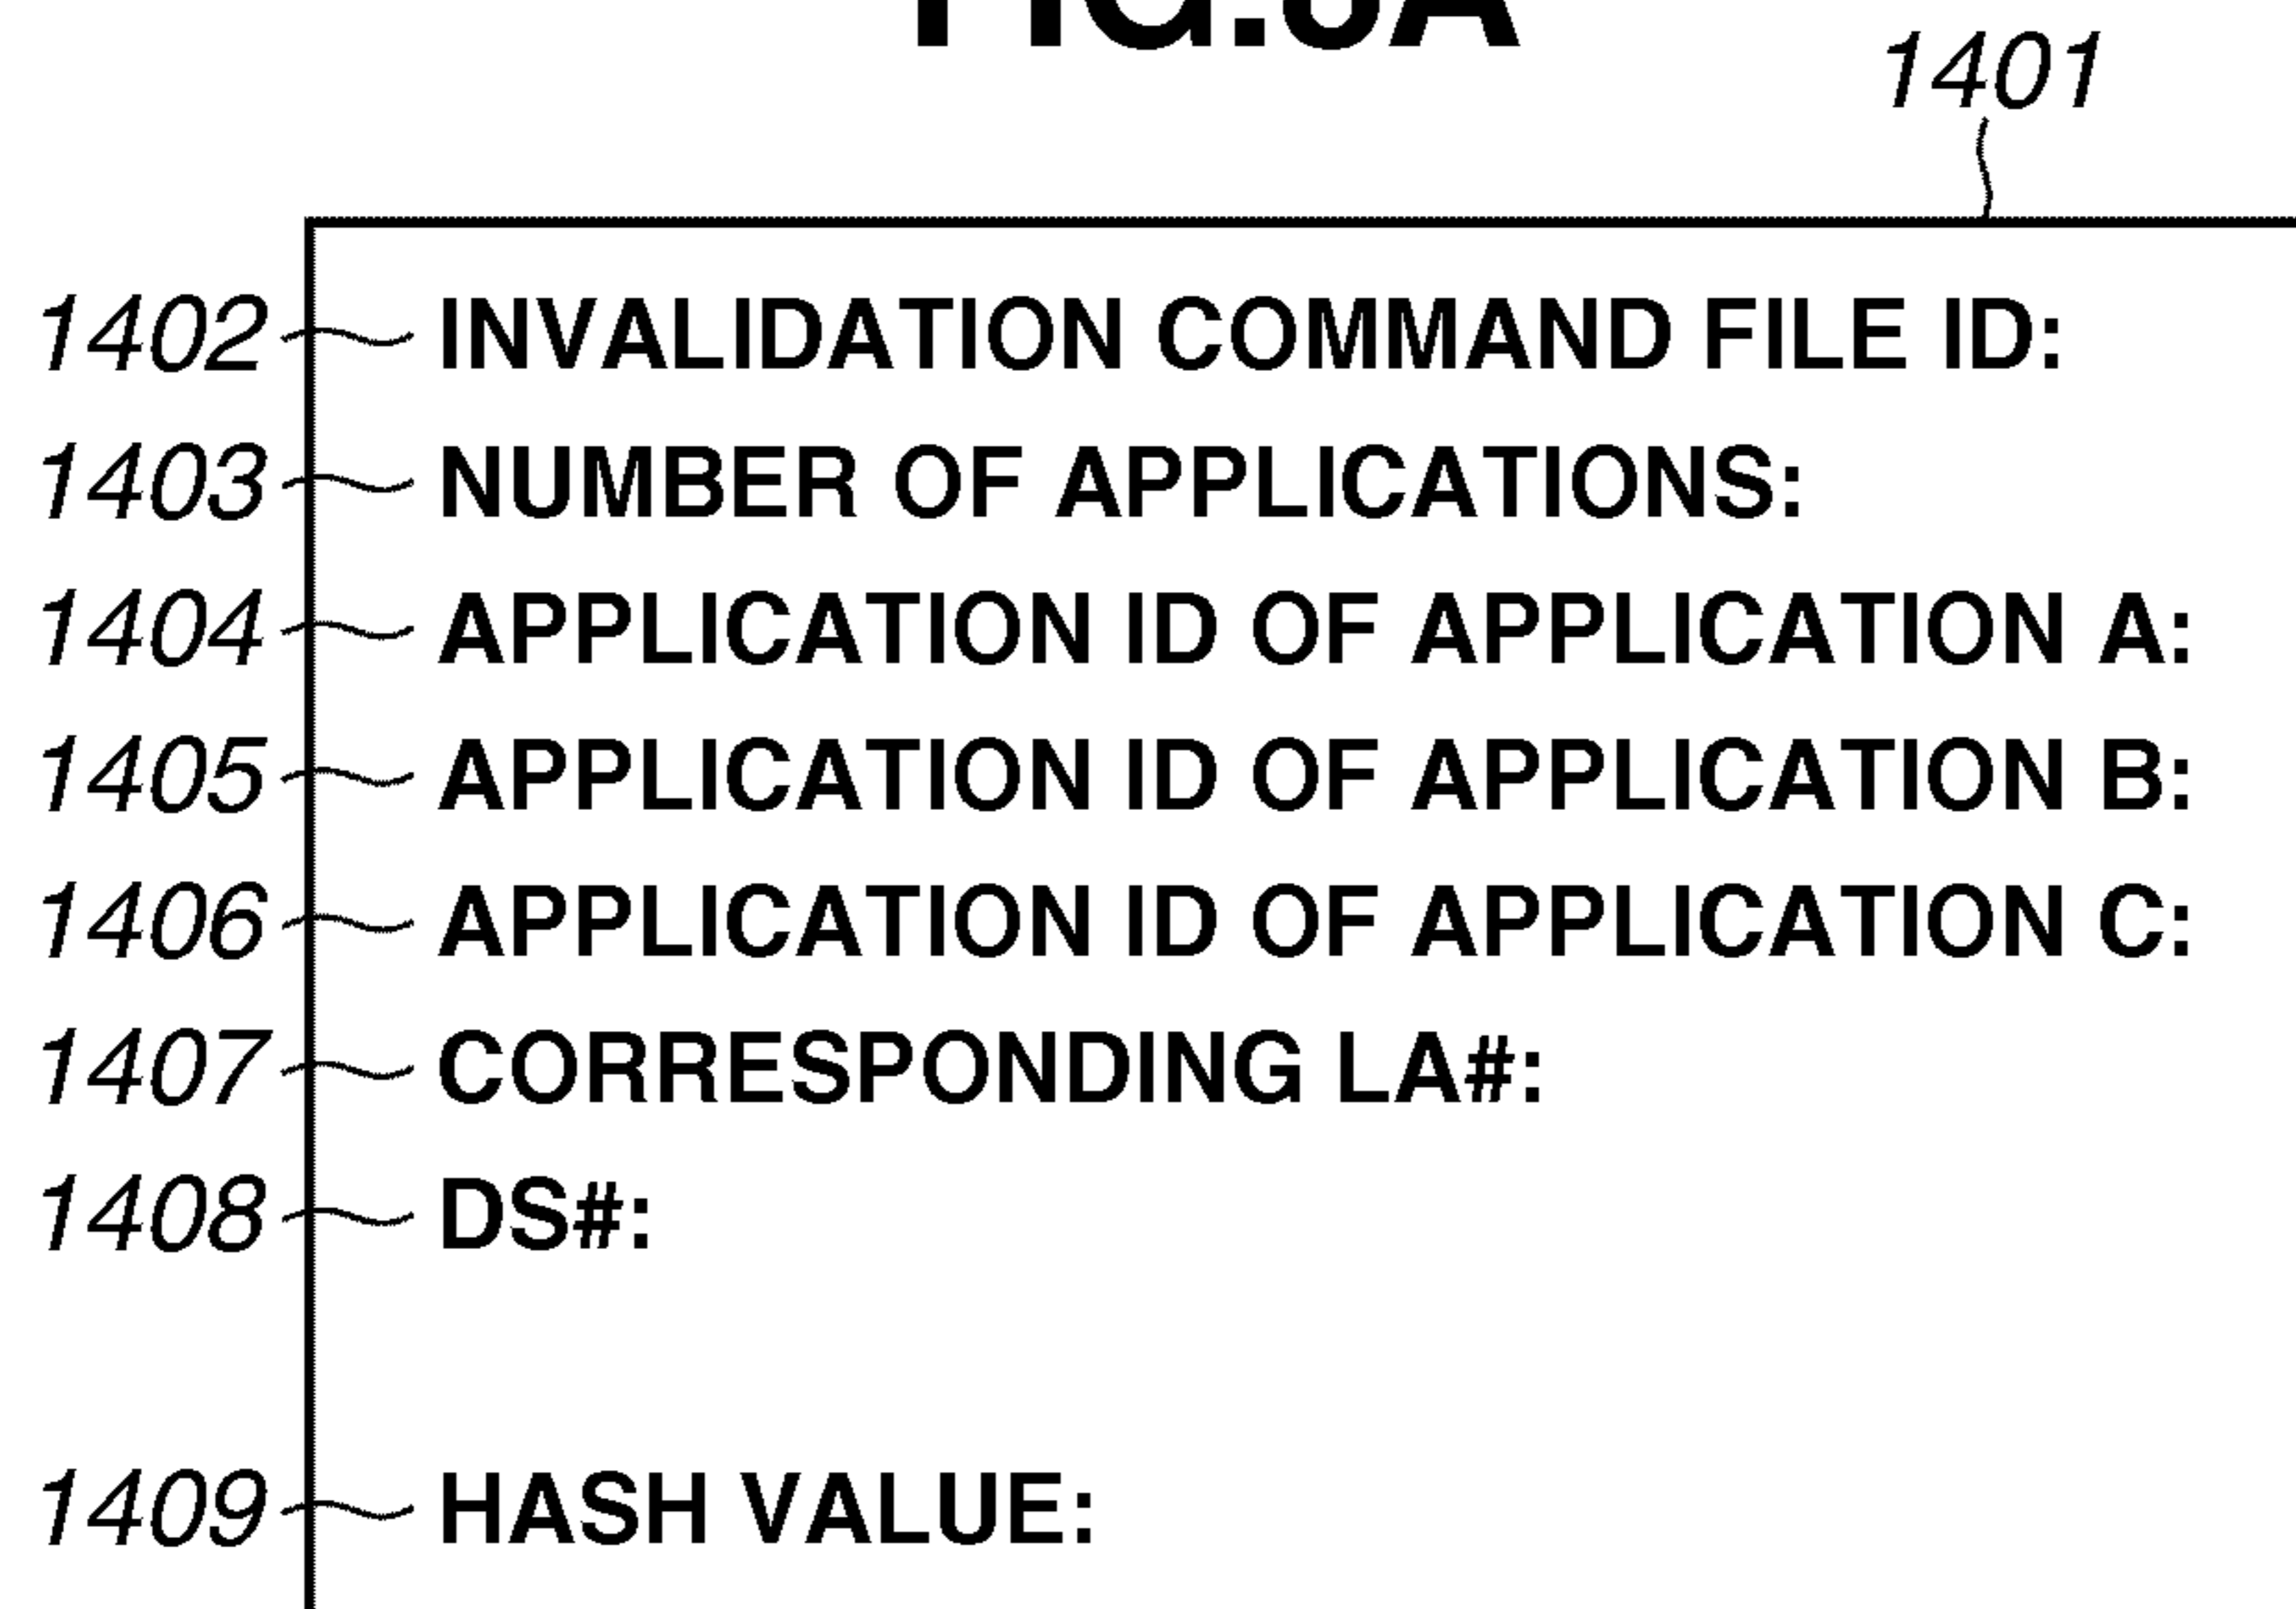 1401
1402 INVALIDATION COMMAND FILE ID:
1403 NUMBER OF APPLICATIONS:
1404 APPLICATION ID OF APPLICATION A:
1405 APPLICATION ID OF APPLICATION B:
1406 APPLICATION ID OF APPLICATION C:
1407 CORRESPONDING LA#:
1408 DS#:
1409 HASH VALUE: